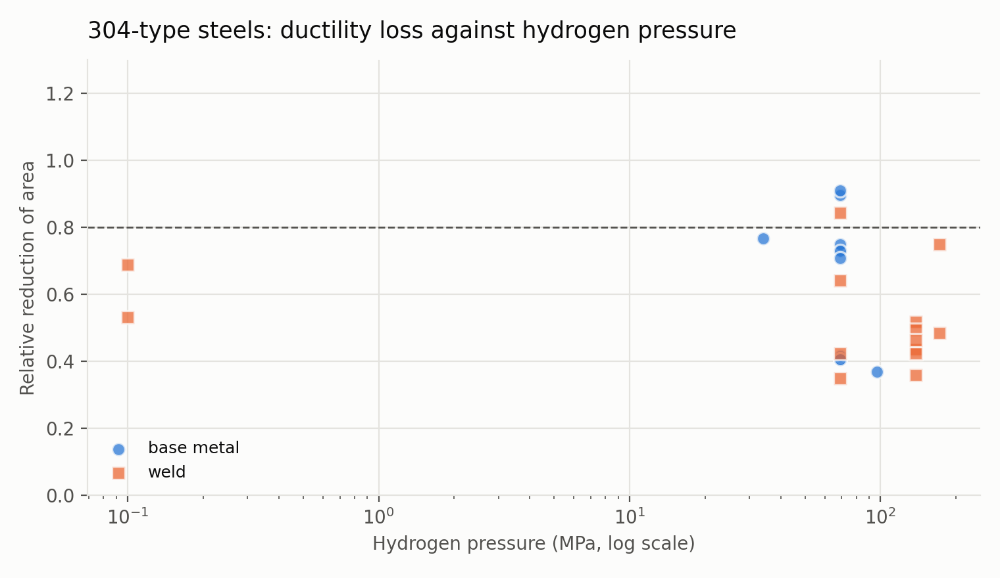 304-type steels: ductility loss against hydrogen pressure
Relative reduction of area
1.2
1.0
0.8
0.6
0.4
0.2
0.0
base metal
weld
10⁻¹
10⁰
10¹
10²
Hydrogen pressure (MPa, log scale)